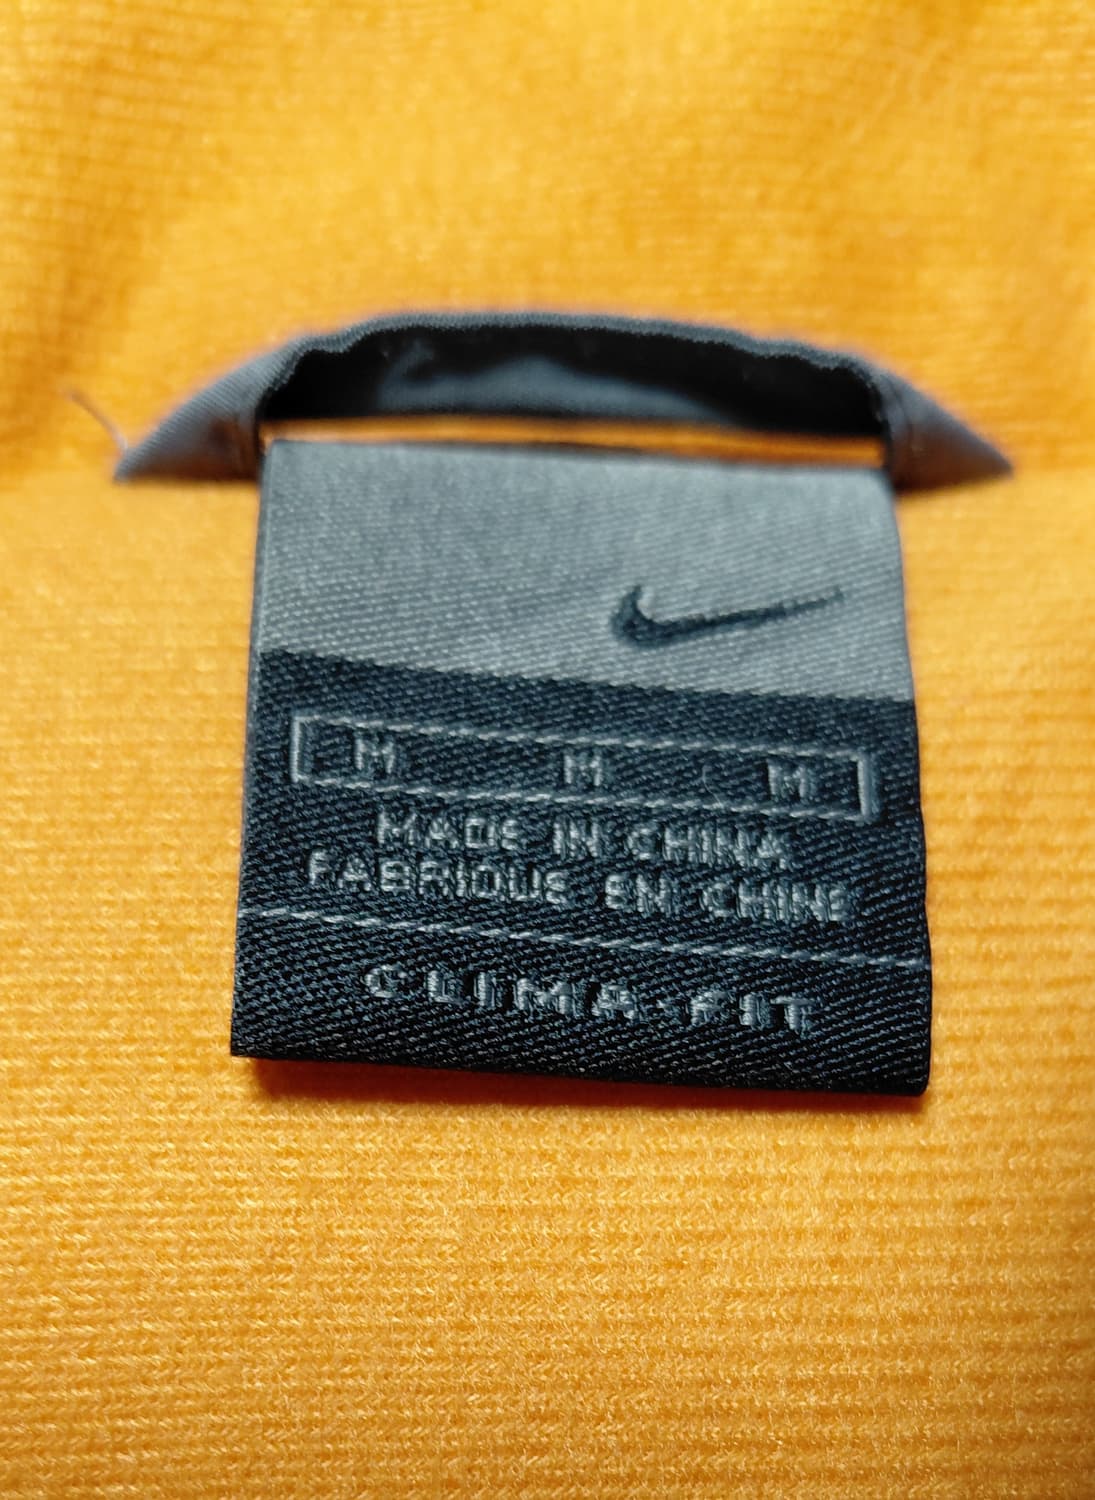 M M M
MADE IN CHINA
FABRIQUE EN CHINE
CLIMA-FIT